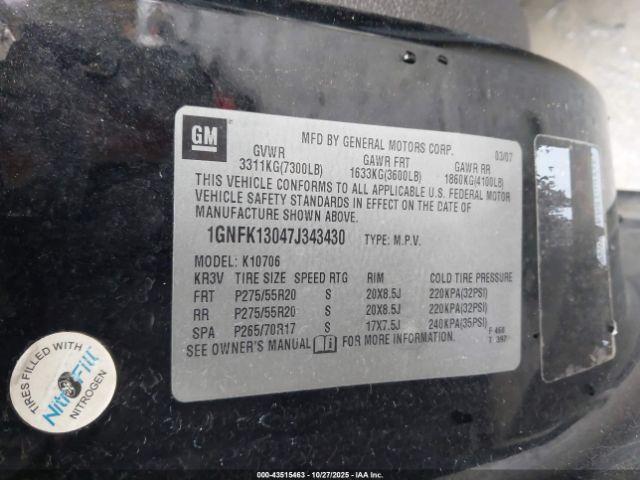 GM
MFD BY GENERAL MOTORS CORP. 03/07
GVWR GAWR FRT GAWR RR
3311KG(7300LB) 1633KG(3600LB) 1860KG(4100LB)
THIS VEHICLE CONFORMS TO ALL APPLICABLE U.S. FEDERAL MOTOR
VEHICLE SAFETY STANDARDS IN EFFECT ON THE DATE OF
MANUFACTURE SHOWN ABOVE.
1GNFK13047J343430 TYPE: M.P.V.
MODEL: K10706
KR3V TIRE SIZE SPEED RTG RIM COLD TIRE PRESSURE
FRT P275/55R20 S 20X8.5J 220KPA(32PSI)
RR P275/55R20 S 20X8.5J 220KPA(32PSI)
SPA P265/70R17 S 17X7.5J 240KPA(35PSI)
SEE OWNER'S MANUAL FOR MORE INFORMATION.
F 468
T 397
TIRES FILLED WITH
NitroFill
NITROGEN
000-43515463 - 10/27/2025 - IAA Inc.